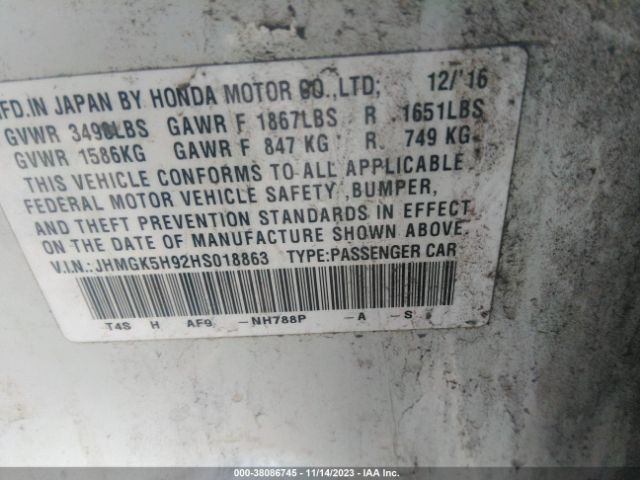 MFD.IN JAPAN BY HONDA MOTOR CO.,LTD; 12/'16
GVWR 3498LBS GAWR F 1867LBS R 1651LBS
GVWR 1586KG GAWR F 847 KG R 749 KG
THIS VEHICLE CONFORMS TO ALL APPLICABLE
FEDERAL MOTOR VEHICLE SAFETY ,BUMPER,
AND THEFT PREVENTION STANDARDS IN EFFECT
ON THE DATE OF MANUFACTURE SHOWN ABOVE.
V.I.N.:JHMGK5H92HS018863 TYPE:PASSENGER CAR
T4S H AF9 -NH788P -A -S
000-38086745 - 11/14/2023 - IAA Inc.